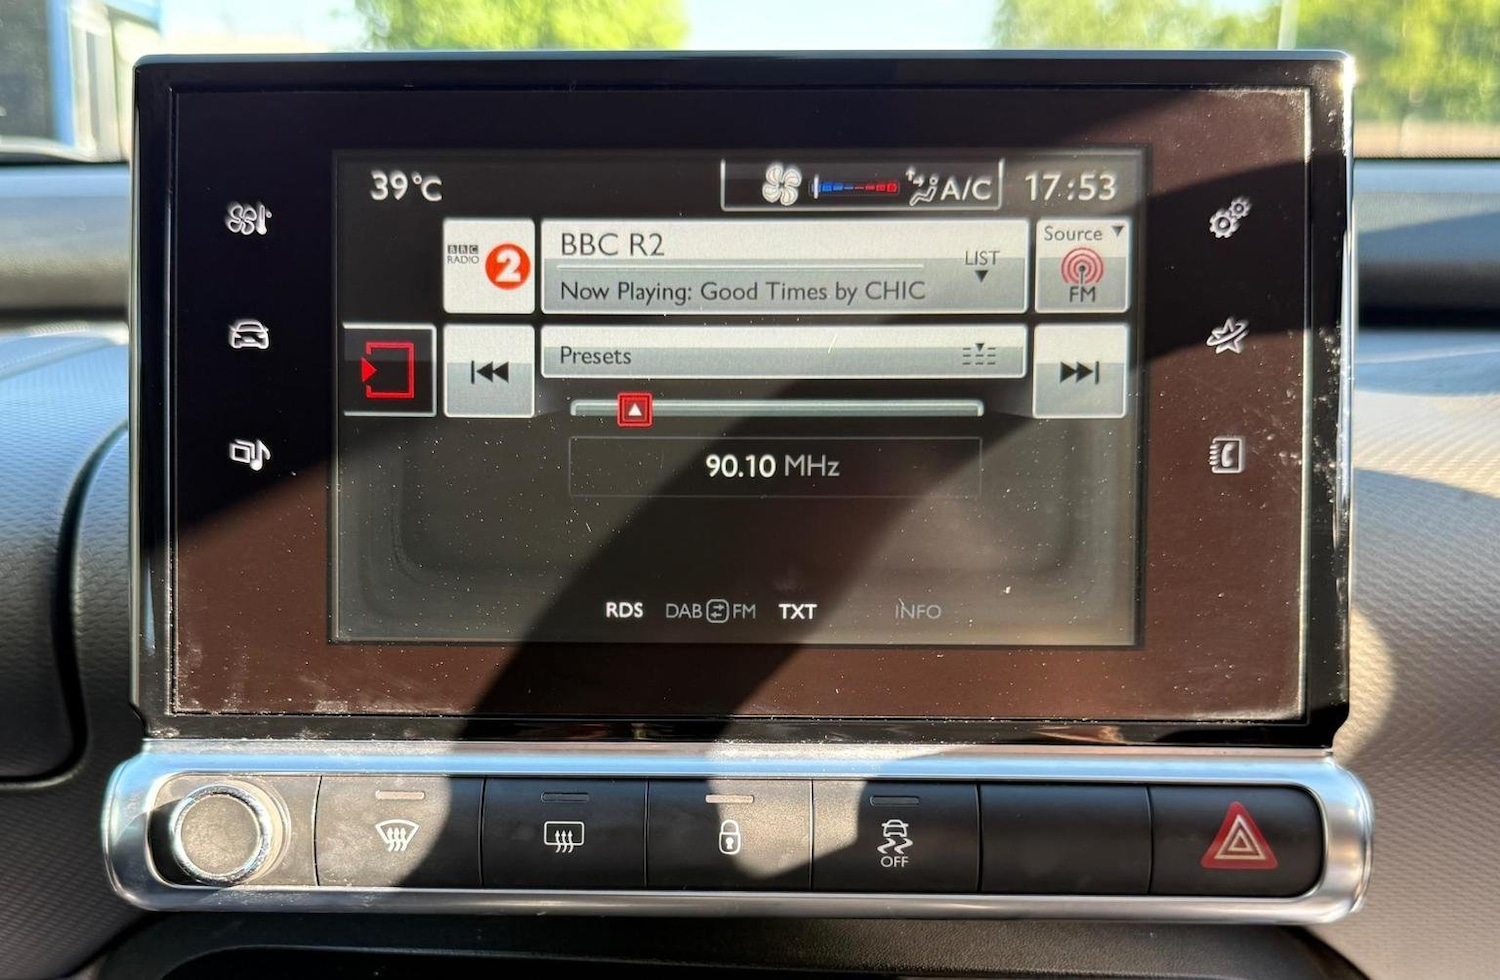 39°C
A/C
17:53
BBC
RADIO
2
BBC R2
LIST
Source
Now Playing: Good Times by CHIC
FM
Presets
90.10 MHz
RDS DAB FM TXT INFO
OFF